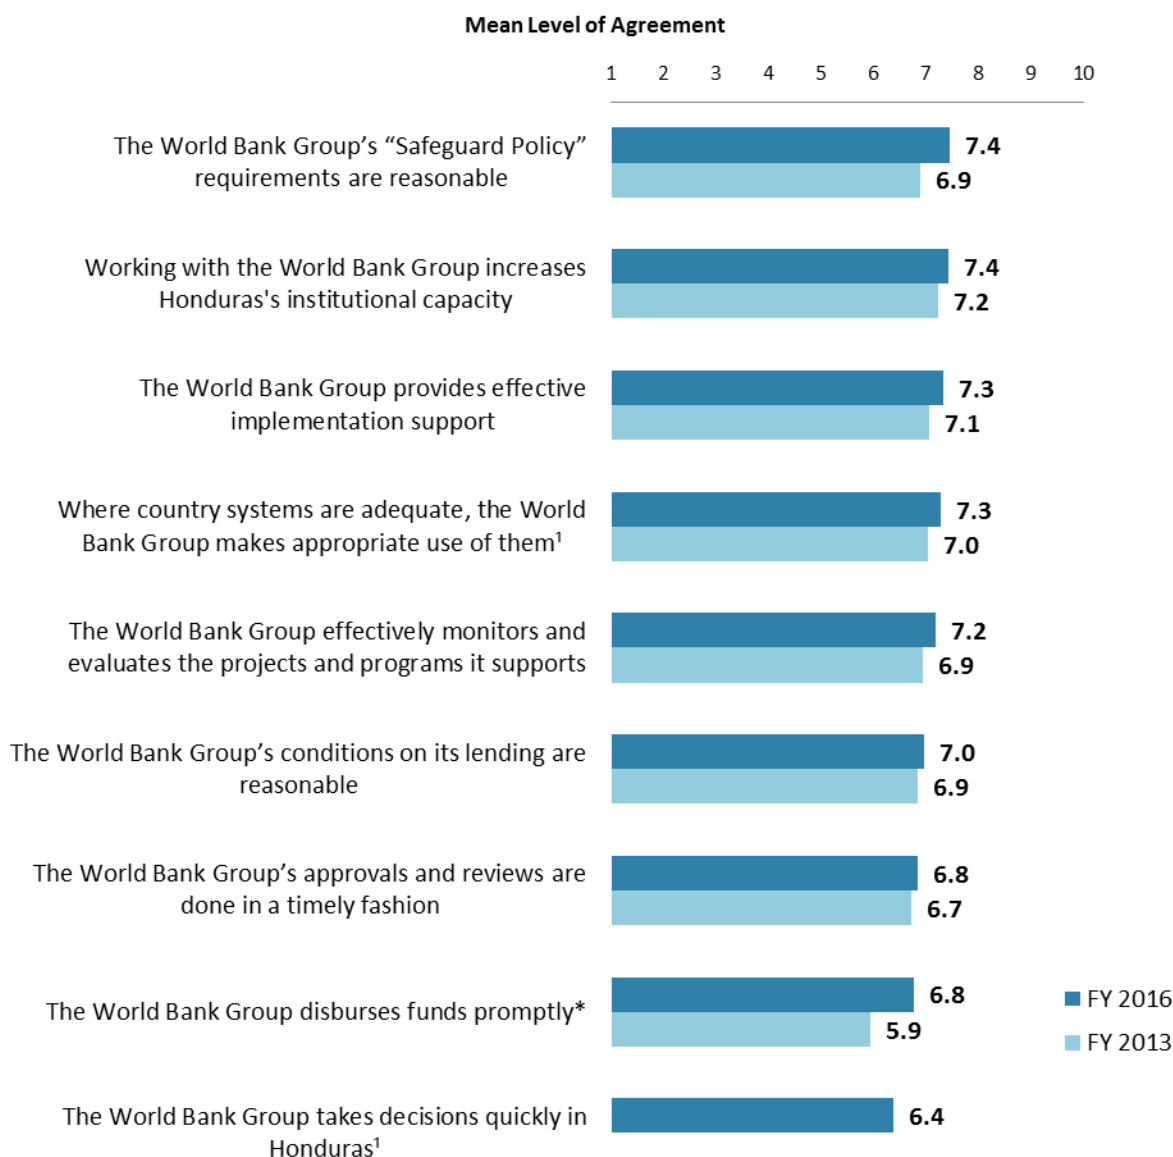 Mean Level of Agreement
1 2 3 4 5 6 7 8 9 10
The World Bank Group’s “Safeguard Policy”
requirements are reasonable
7.4
6.9
Working with the World Bank Group increases
Honduras's institutional capacity
7.4
7.2
The World Bank Group provides effective
implementation support
7.3
7.1
Where country systems are adequate, the World
Bank Group makes appropriate use of them¹
7.3
7.0
The World Bank Group effectively monitors and
evaluates the projects and programs it supports
7.2
6.9
The World Bank Group’s conditions on its lending are
reasonable
7.0
6.9
The World Bank Group’s approvals and reviews are
done in a timely fashion
6.8
6.7
The World Bank Group disburses funds promptly*
6.8
5.9
FY 2016
FY 2013
The World Bank Group takes decisions quickly in
Honduras¹
6.4